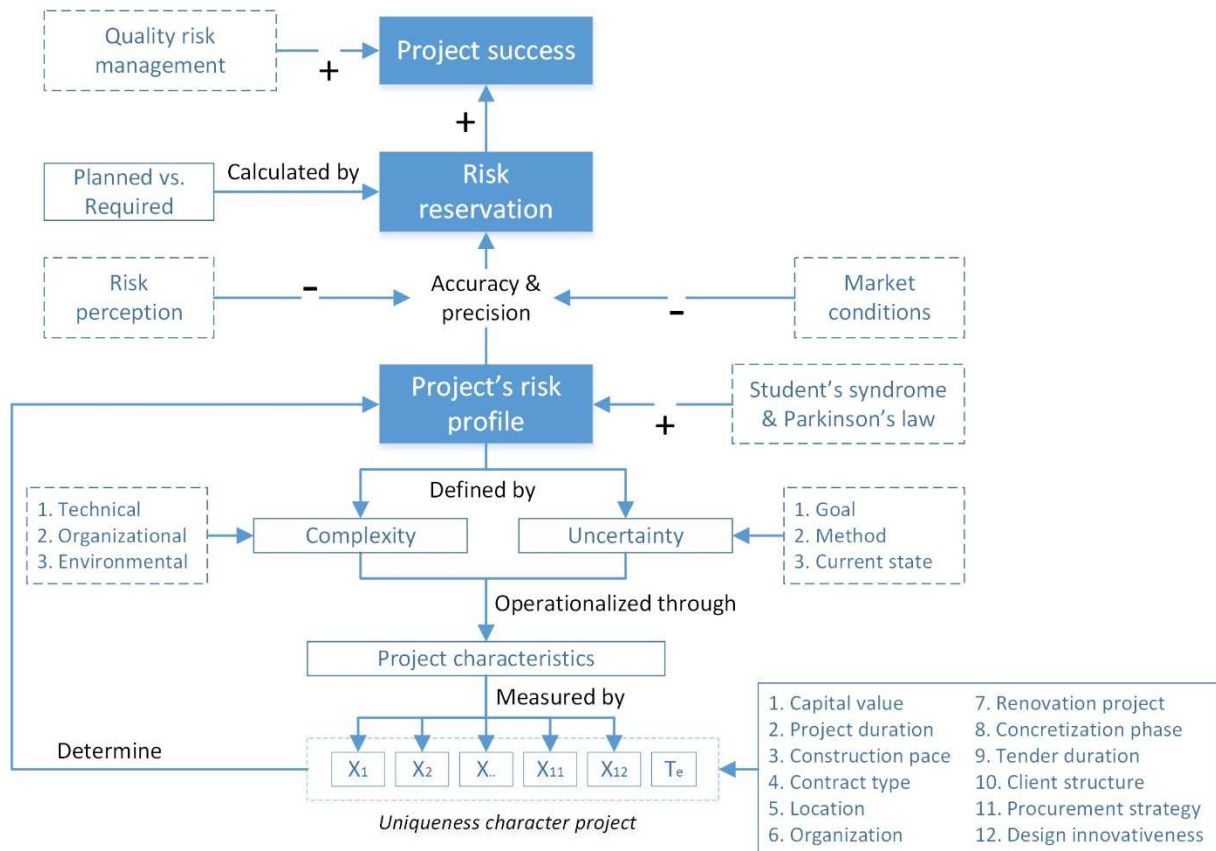 Quality risk
management
+
Project success
+
Planned vs.
Required
Calculated by
Risk
reservation
Risk
perception
-
Accuracy &
precision
-
Market
conditions
Project's risk
profile
+
Student's syndrome
& Parkinson's law
Defined by
1. Technical
2. Organizational
3. Environmental
Complexity
Uncertainty
1. Goal
2. Method
3. Current state
Operationalized through
Project characteristics
Measured by
Determine
X1
X2
X..
X11
X12
Te
Uniqueness character project
1. Capital value
2. Project duration
3. Construction pace
4. Contract type
5. Location
6. Organization
7. Renovation project
8. Concretization phase
9. Tender duration
10. Client structure
11. Procurement strategy
12. Design innovativeness